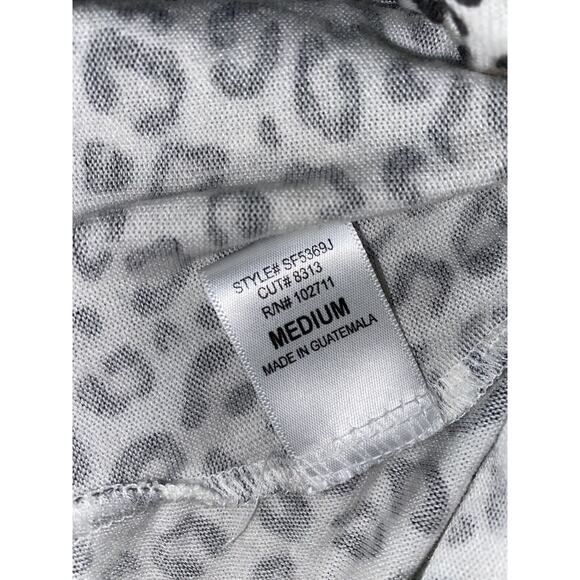 STYLE# SF5369J
CUT# 8313
R/N# 102711
MEDIUM
MADE IN GUATEMALA